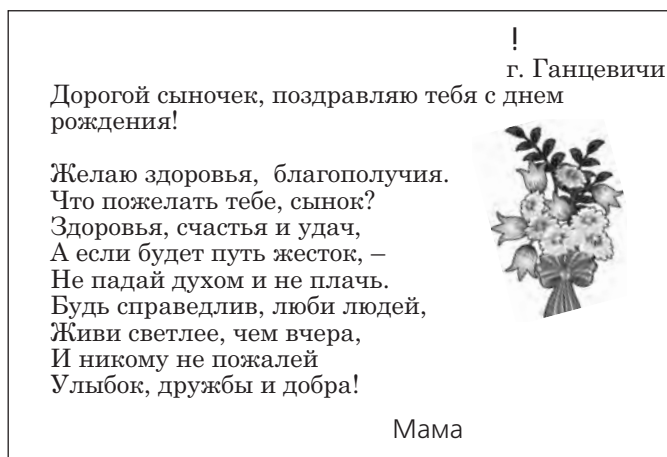 !
г. Ганцевичи
Дорогой сыночек, поздравляю тебя с днем
рождения!
Желаю здоровья, благополучия.
Что пожелать тебе, сынок?
Здоровья, счастья и удач,
А если будет путь жесток, –
Не падай духом и не плачь.
Будь справедлив, люби людей,
Живи светлее, чем вчера,
И никому не пожалей
Улыбок, дружбы и добра!
Мама